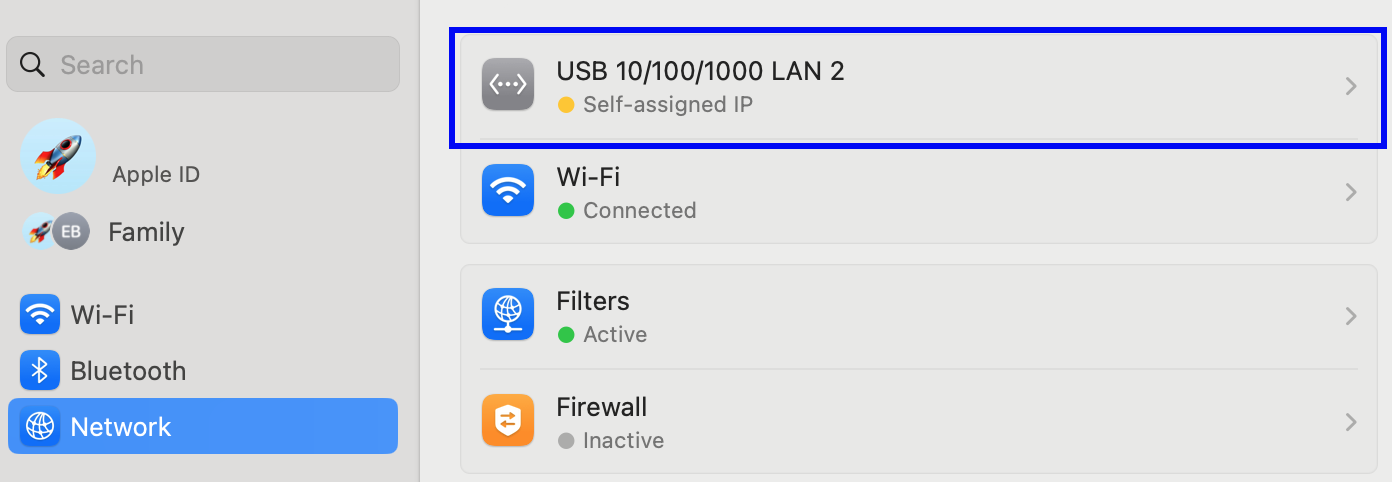 Search
Apple ID
EB
Family
Wi-Fi
Bluetooth
Network
USB 10/100/1000 LAN 2
Self-assigned IP
Wi-Fi
Connected
Filters
Active
Firewall
Inactive